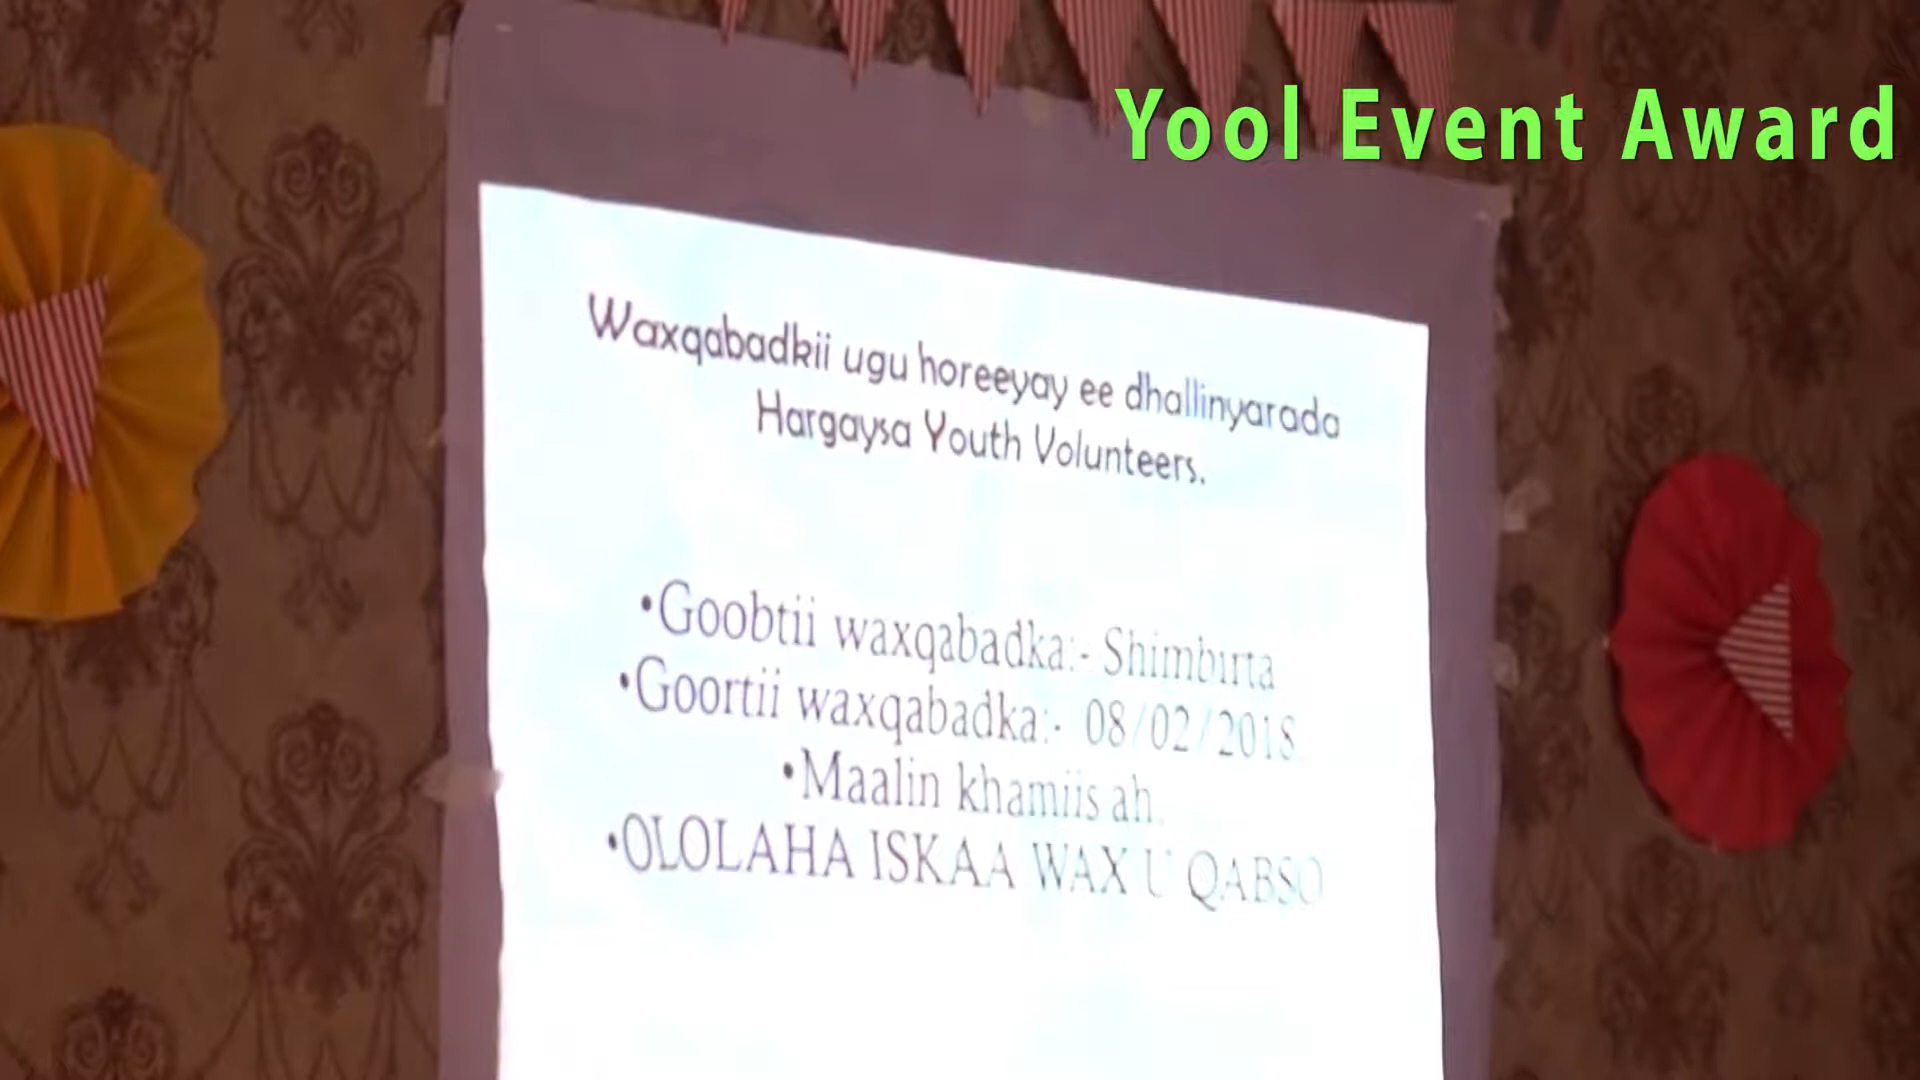 Yool Event Award
Waxqabadkii ugu horeeyay ee dhallinyarada
Hargaysa Youth Volunteers.
•Goobtii waxqabadka:- Shimbirta
•Goortii waxqabadka:- 08/02/2018.
•Maalin khamiis ah.
•OLOLAHA ISKAA WAX U QABSO